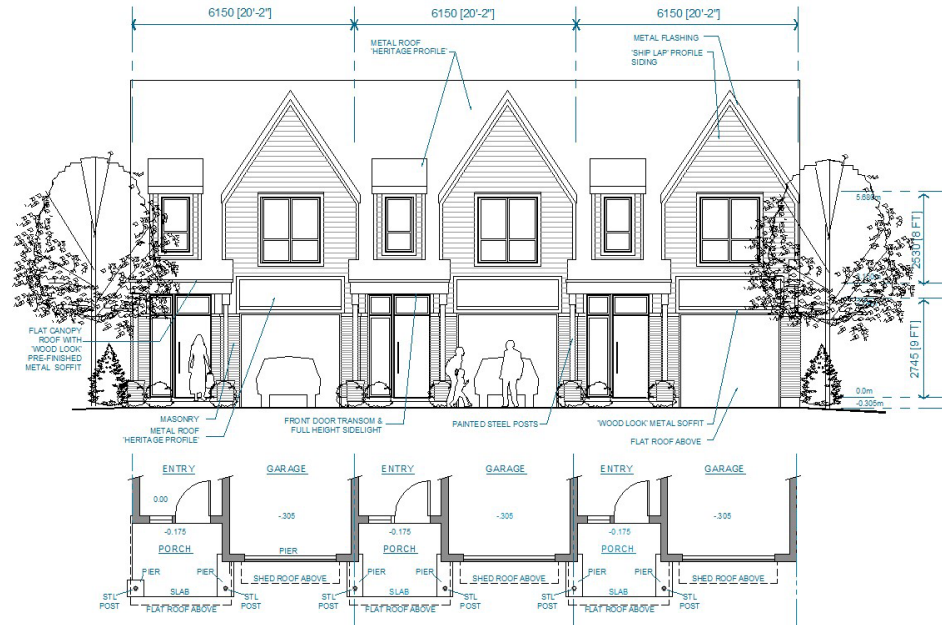 6150 [20'-2"]
6150 [20'-2"]
6150 [20'-2"]
METAL ROOF
'HERITAGE PROFILE'
METAL FLASHING
'SHIP LAP' PROFILE
SIDING
2530 [8 FT]
2745 [9 FT]
0.0m
-0.305m
FLAT CANOPY
ROOF WITH
'WOOD LOOK'
PRE-FINISHED
METAL SOFFIT
MASONRY
METAL ROOF
'HERITAGE PROFILE'
FRONT DOOR TRANSOM &
FULL HEIGHT SIDELIGHT
PAINTED STEEL POSTS
'WOOD LOOK' METAL SOFFIT
FLAT ROOF ABOVE
ENTRY
GARAGE
ENTRY
GARAGE
ENTRY
GARAGE
0.00
-.305
-.305
-.305
-0.175
-0.175
-0.175
PORCH
PIER
PORCH
PORCH
PIER
PIER
PIER
PIER
PIER
PIER
SHED ROOF ABOVE
SHED ROOF ABOVE
SHED ROOF ABOVE
SLAB
SLAB
SLAB
STL
POST
STL
POST
STL
POST
STL
POST
STL
POST
STL
POST
FLAT ROOF ABOVE
FLAT ROOF ABOVE
FLAT ROOF ABOVE